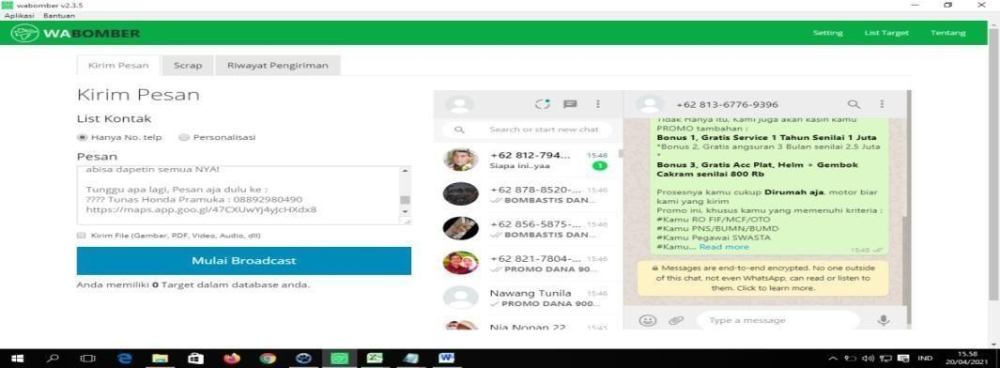 wabomber v2.3.5
Aplikasi Bantuan
WABOMBER
Setting List Target Tentang
Kirim Pesan Scrap Riwayat Pengiriman
Kirim Pesan
List Kontak
Hanya No. telp Personalisasi
Pesan
abisa dapetin semua NYA!
Tunggu apa lagi, Pesan aja dulu ke :
???? Tunas Honda Pramuka : 08892980490
https://maps.app.goo.gl/47CXUwYj4yJcHXdx8
Kirim File (Gambar, PDF, Video, Audio, dll)
Mulai Broadcast
Anda memiliki 0 Target dalam database anda.
Search or start new chat
+62 812-794... 15:46
Siapa ini..yaa 1
+62 878-8520-... 15:46
BOMBASTIS DAN...
+62 856-5875-... 15:46
BOMBASTIS DAN...
+62 821-7804-... 15:46
PROMO DANA 90...
Nawang Tunila 15:46
PROMO DANA 900...
Nia Nopan 22 15:45
+62 813-6776-9396
Tidak Hanya itu, Kami juga akan kasih kamu
PROMO tambahan :
Bonus 1, Gratis Service 1 Tahun Senilai 1 Juta
*Bonus 2, Gratis angsuran 3 Bulan senilai 2.5 Juta
*
Bonus 3, Gratis Acc Plat, Helm + Gembok
Cakram senilai 800 Rb
Prosesnya kamu cukup Dirumah aja, motor biar
kami yang kirim
Promo ini, khusus kamu yang memenuhi kriteria :
#Kamu RO FIF/MCF/OTO
#Kamu PNS/BUMN/BUMD
#Kamu Pegawai SWASTA
#Kamu... Read more
15:48
Messages are end-to-end encrypted. No one outside
of this chat, not even WhatsApp, can read or listen to
them. Click to learn more.
Type a message
IND
15.58
20/04/2021